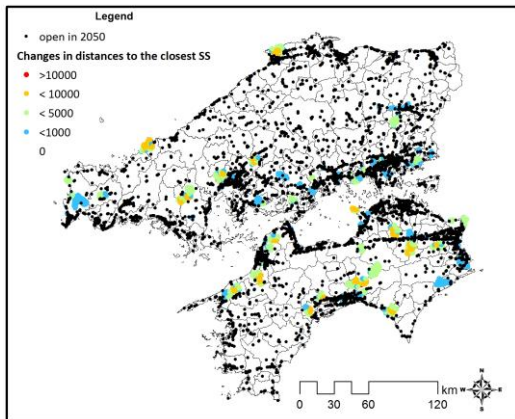 Legend
open in 2050
Changes in distances to the closest SS
>10000
< 10000
< 5000
<1000
0
N
W E
S
km
0 30 60 120